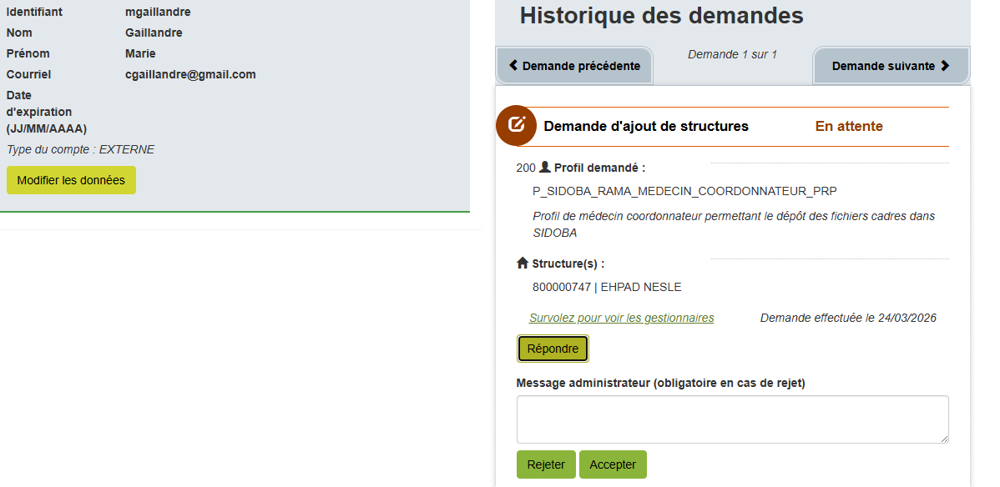 Identifiant mgaillandre
Nom Gaillandre
Prénom Marie
Courriel cgaillandre@gmail.com
Date
d'expiration
(JJ/MM/AAAA)
Type du compte : EXTERNE
Modifier les données
Historique des demandes
Demande précédente
Demande 1 sur 1
Demande suivante
Demande d'ajout de structures
En attente
200 Profil demandé :
P_SIDOBA_RAMA_MEDECIN_COORDONNATEUR_PRP
Profil de médecin coordonnateur permettant le dépôt des fichiers cadres dans
SIDOBA
Structure(s) :
800000747 | EHPAD NESLE
Survolez pour voir les gestionnaires
Demande effectuée le 24/03/2026
Répondre
Message administrateur (obligatoire en cas de rejet)
Rejeter
Accepter